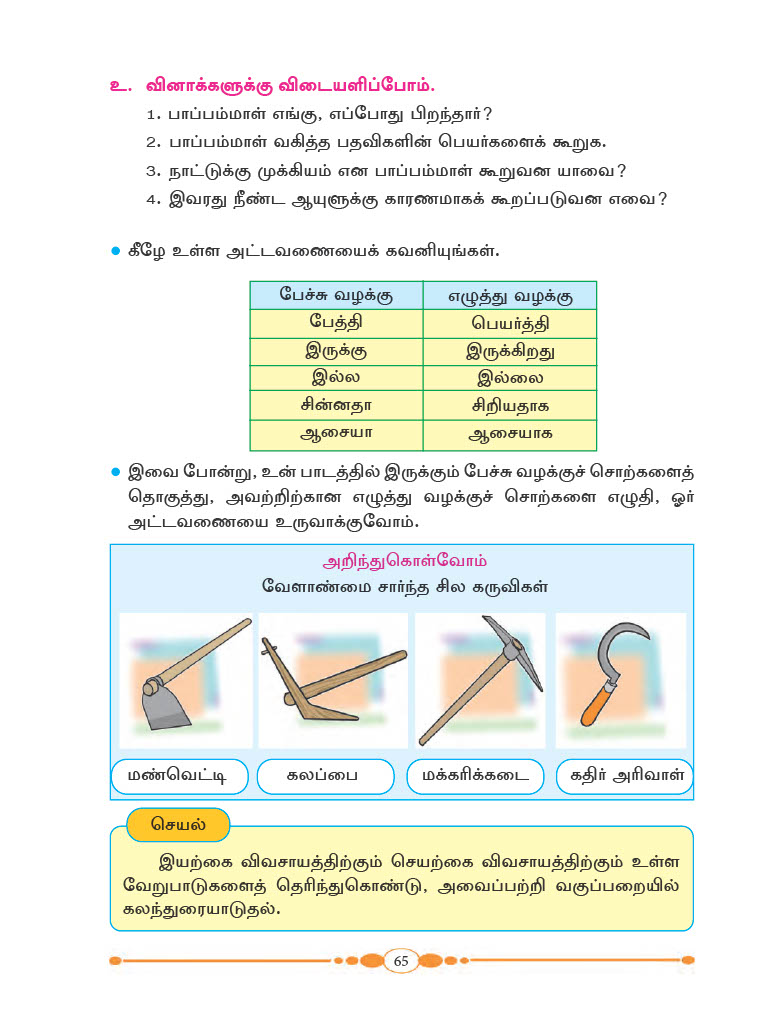 உ. வினாக்களுக்கு விடையளிப்போம்.
1. பாப்பம்மாள் எங்கு, எப்போது பிறந்தார்?
2. பாப்பம்மாள் வகித்த பதவிகளின் பெயர்களைக் கூறுக.
3. நாட்டுக்கு முக்கியம் என பாப்பம்மாள் கூறுவன யாவை?
4. இவரது நீண்ட ஆயுளுக்கு காரணமாகக் கூறப்படுவன எவை?
• கீழே உள்ள அட்டவணையைக் கவனியுங்கள்.
பேச்சு வழக்கு எழுத்து வழக்கு
பேத்தி பெயர்த்தி
இருக்கு இருக்கிறது
இல்ல இல்லை
சின்னதா சிறியதாக
ஆசையா ஆசையாக
• இவை போன்று, உன் பாடத்தில் இருக்கும் பேச்சு வழக்குச் சொற்களைத்
தொகுத்து, அவற்றிற்கான எழுத்து வழக்குச் சொற்களை எழுதி, ஓர்
அட்டவணையை உருவாக்குவோம்.
அறிந்துகொள்வோம்
வேளாண்மை சார்ந்த சில கருவிகள்
மண்வெட்டி கலப்பை மக்கரிக்கடை கதிர் அரிவாள்
செயல்
இயற்கை விவசாயத்திற்கும் செயற்கை விவசாயத்திற்கும் உள்ள
வேறுபாடுகளைத் தெரிந்துகொண்டு, அவைப்பற்றி வகுப்பறையில்
கலந்துரையாடுதல்.
65